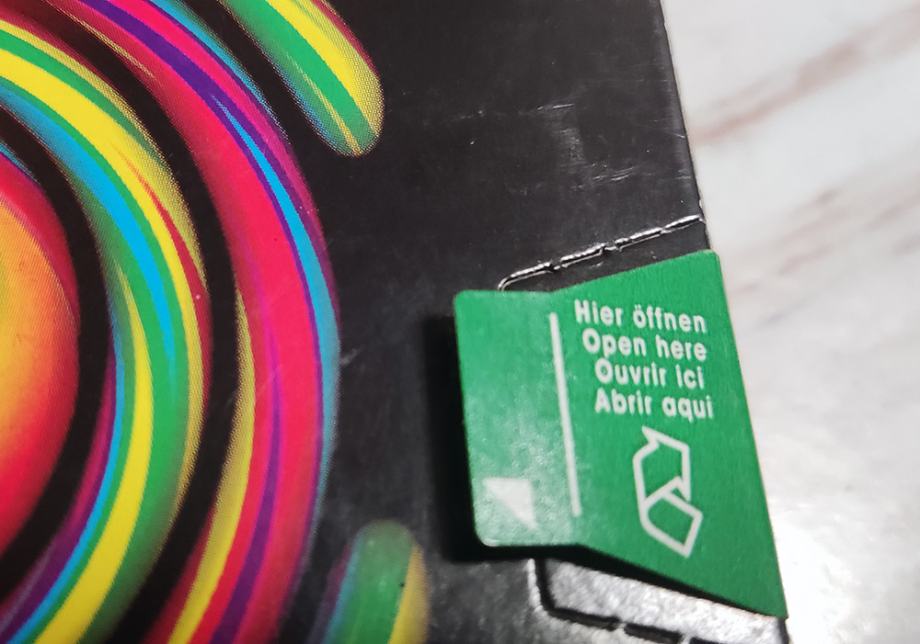 Hier öffnen
Open here
Ouvrir ici
Abrir aqui